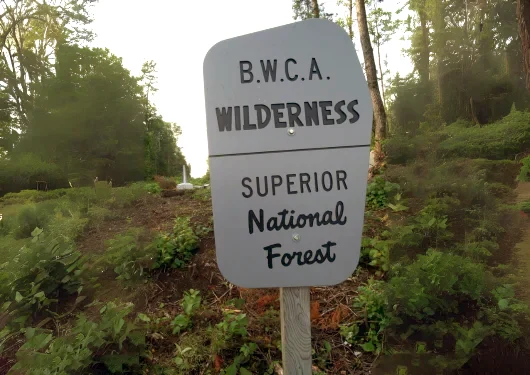 B.W.C.A.
WILDERNESS
SUPERIOR
National
Forest